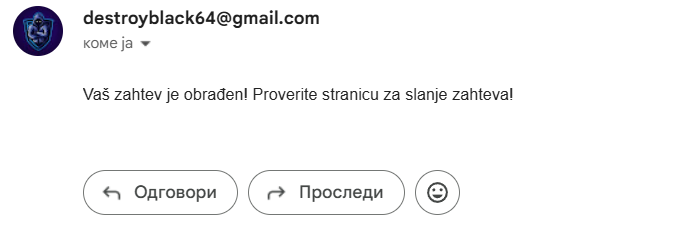 destroyblack64@gmail.com
коме ја
Vaš zahtev je obrađen! Proverite stranicu za slanje zahteva!
Одговори
Проследи